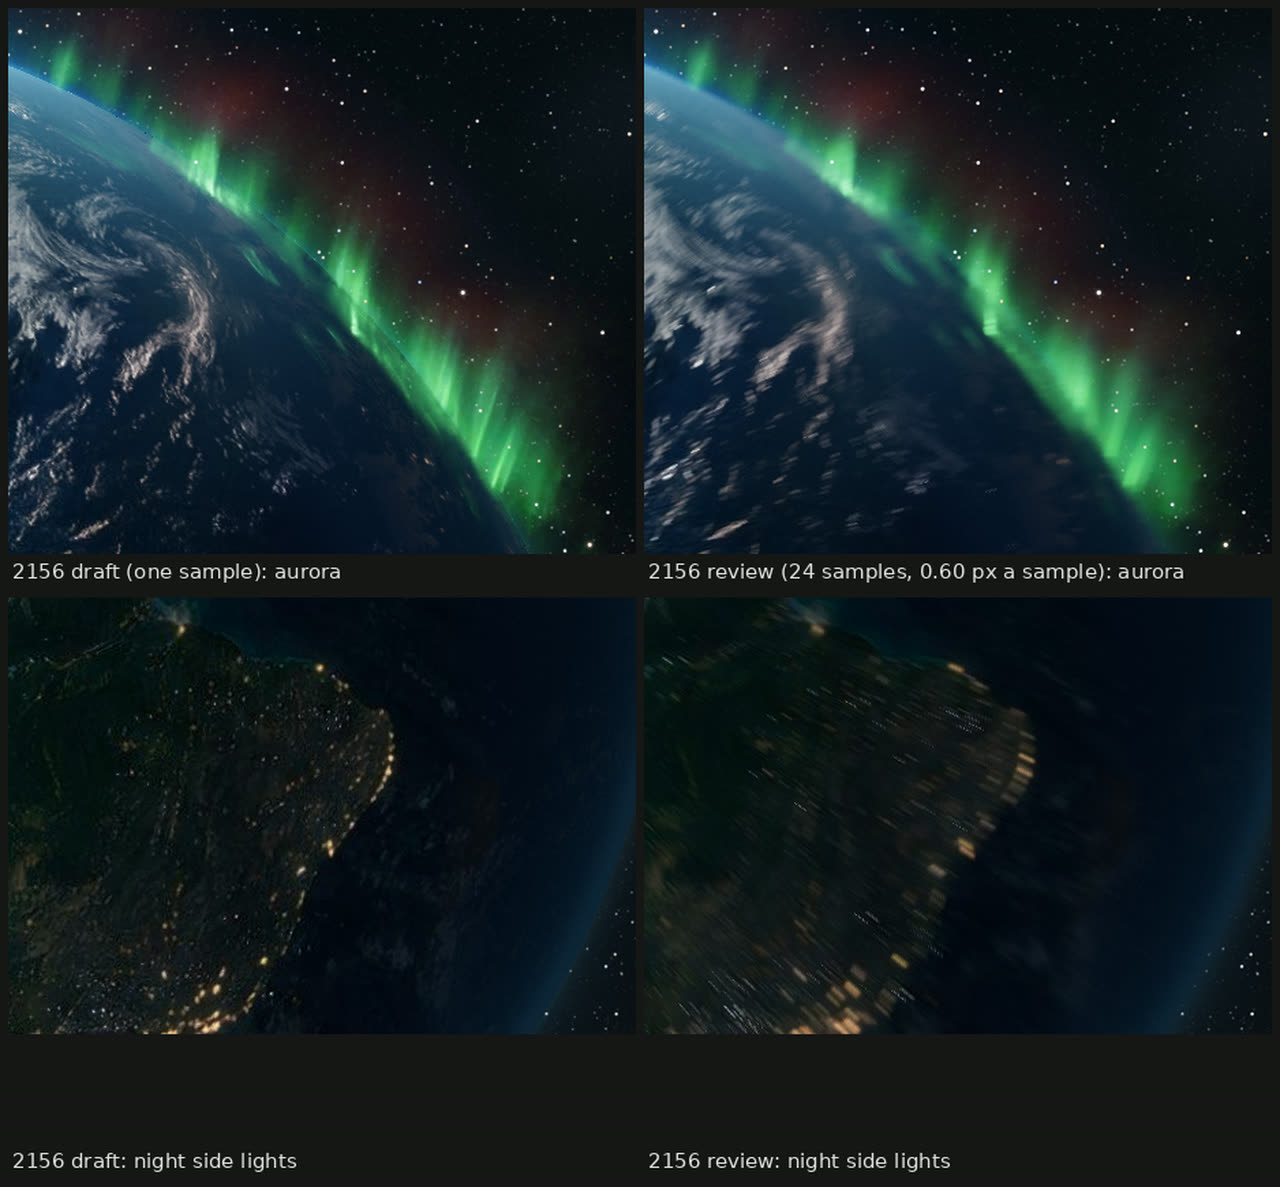 2156 draft (one sample): aurora
2156 review (24 samples, 0.60 px a sample): aurora
2156 draft: night side lights
2156 review: night side lights